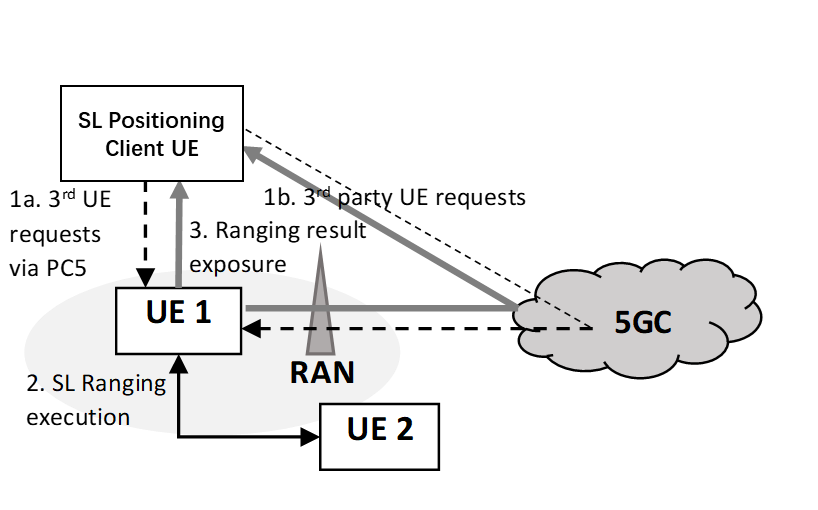 SL Positioning
Client UE
1a. 3rd UE
requests
via PC5
1b. 3rd party UE requests
3. Ranging result
exposure
UE 1
5GC
RAN
2. SL Ranging
execution
UE 2